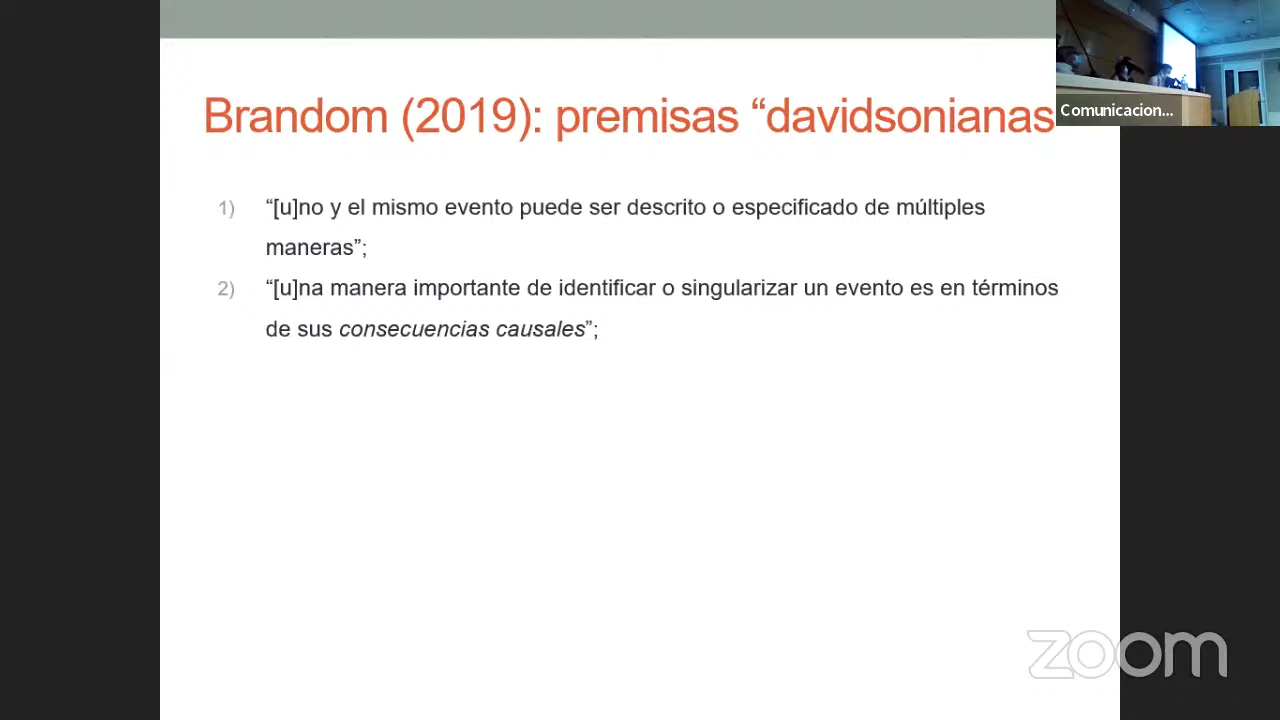 Brandom (2019): premisas “davidsonianas
Comunicacion...
1) “[u]no y el mismo evento puede ser descrito o especificado de múltiples
maneras”;
2) “[u]na manera importante de identificar o singularizar un evento es en términos
de sus consecuencias causales”;
zoom